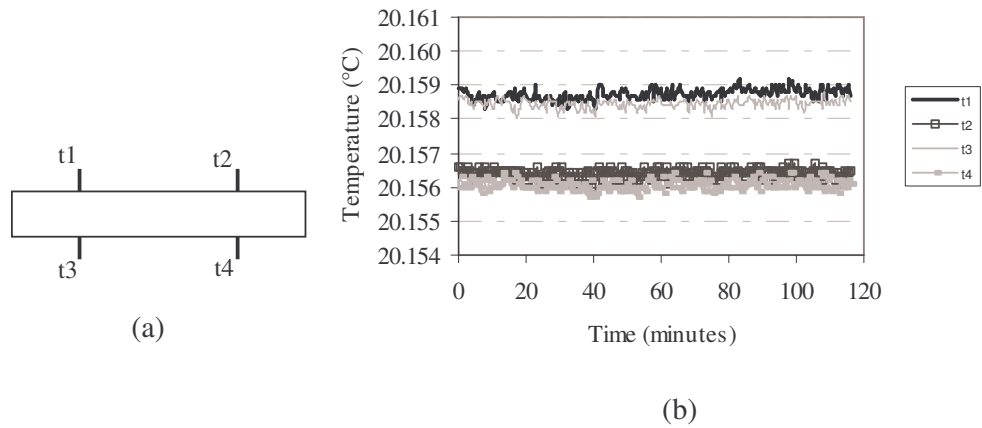 t1
t2
t3
t4
(a)
Temperature (°C)
20.161
20.160
20.159
20.158
20.157
20.156
20.155
20.154
0
20
40
60
80
100
120
Time (minutes)
t1
t2
t3
t4
(b)